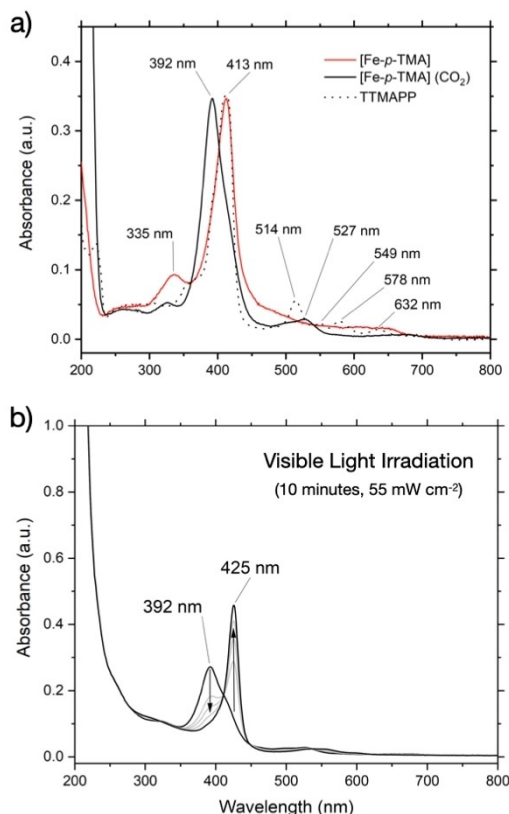 a)
392 nm
413 nm
[Fe-p-TMA]
[Fe-p-TMA] (CO₂)
TTMAPP
335 nm
514 nm
527 nm
549 nm
578 nm
632 nm
0.4
0.3
0.2
0.1
0.0
Absorbance (a.u.)
200 300 400 500 600 700 800
b)
Visible Light Irradiation
(10 minutes, 55 mW cm⁻²)
392 nm
425 nm
1.0
0.8
0.6
0.4
0.2
0.0
Absorbance (a.u.)
200 300 400 500 600 700 800
Wavelength (nm)